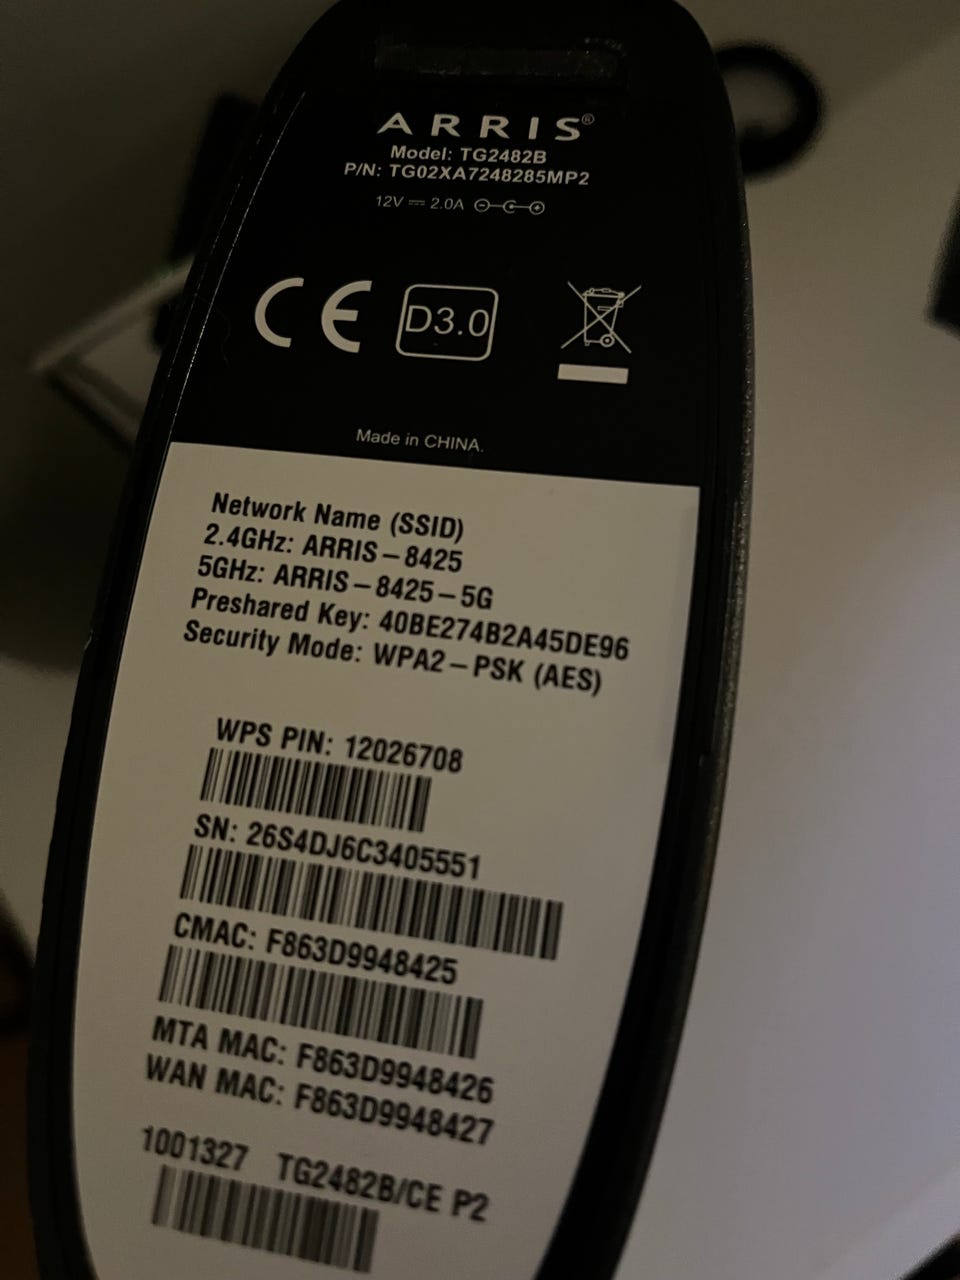 ARRIS®
Model: TG2482B
P/N: TG02XA7248285MP2
12V ⎓ 2.0A
CE D3.0
Made in CHINA.
Network Name (SSID)
2.4GHz: ARRIS–8425
5GHz: ARRIS–8425–5G
Preshared Key: 40BE274B2A45DE96
Security Mode: WPA2–PSK (AES)
WPS PIN: 12026708
SN: 26S4DJ6C3405551
CMAC: F863D9948425
MTA MAC: F863D9948426
WAN MAC: F863D9948427
1001327 TG2482B/CE P2